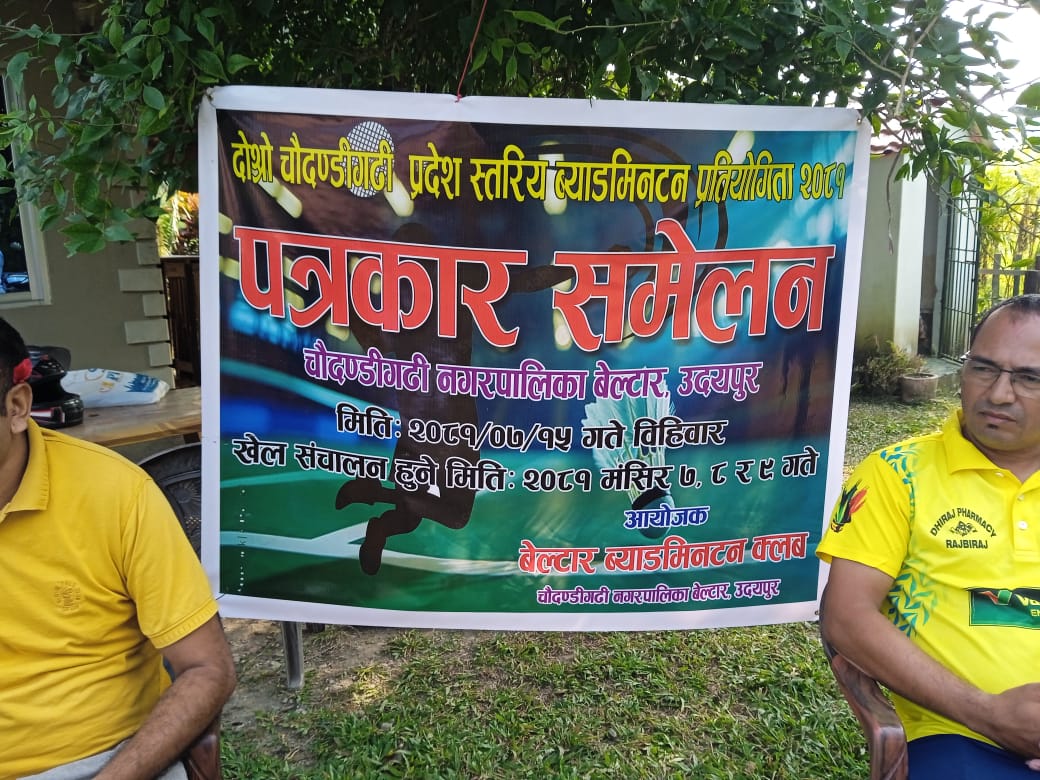 दोश्रो चौदण्डीगढी प्रदेश स्तरिय ब्याडमिनटन प्रतियोगिता २०८१
पत्रकार समेलन
चौदण्डीगढी नगरपालिका बेल्टार, उदयपुर
मिति: २०८१/०७/१५ गते विहिवार
खेल संचालन हुने मिति: २०८१ मंसिर ७, ८ र ९ गते
आयोजक
बेल्टार ब्याडमिनटन क्लब
चौदण्डीगढी नगरपालिका बेल्टार, उदयपुर
DHIRAJ PHARMACY
RAJBIRAJ